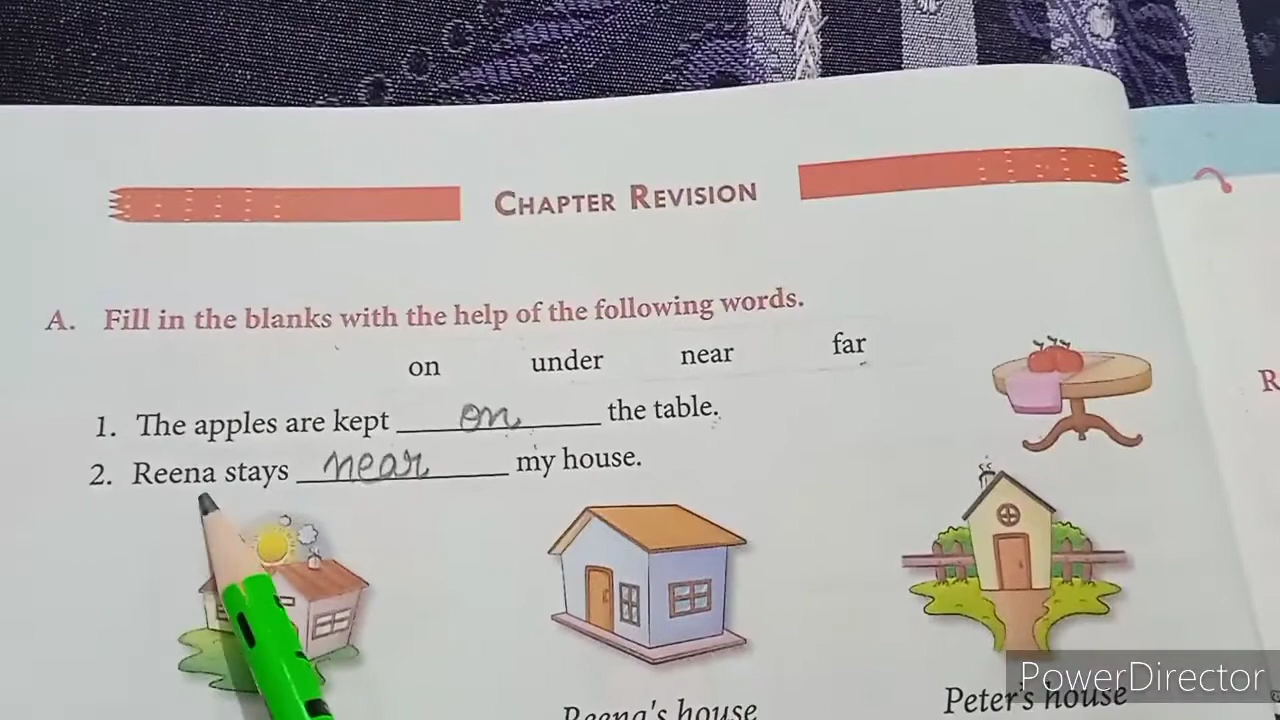 CHAPTER REVISION
A. Fill in the blanks with the help of the following words.
on under near far
1. The apples are kept on the table.
2. Reena stays near my house.
Reena's house
Peter's house
PowerDirector
R